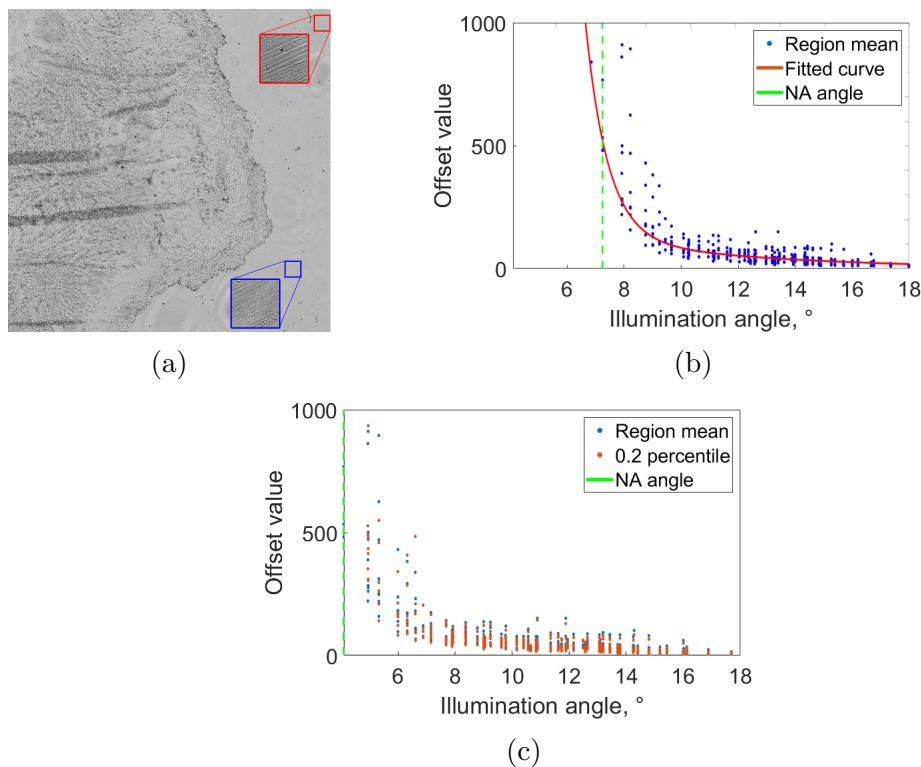 (a)
1000
500
0
Offset value
6 8 10 12 14 16 18
Illumination angle, °
Region mean
Fitted curve
NA angle
(b)
1000
500
0
Offset value
6 8 10 12 14 16 18
Illumination angle, °
Region mean
0.2 percentile
NA angle
(c)